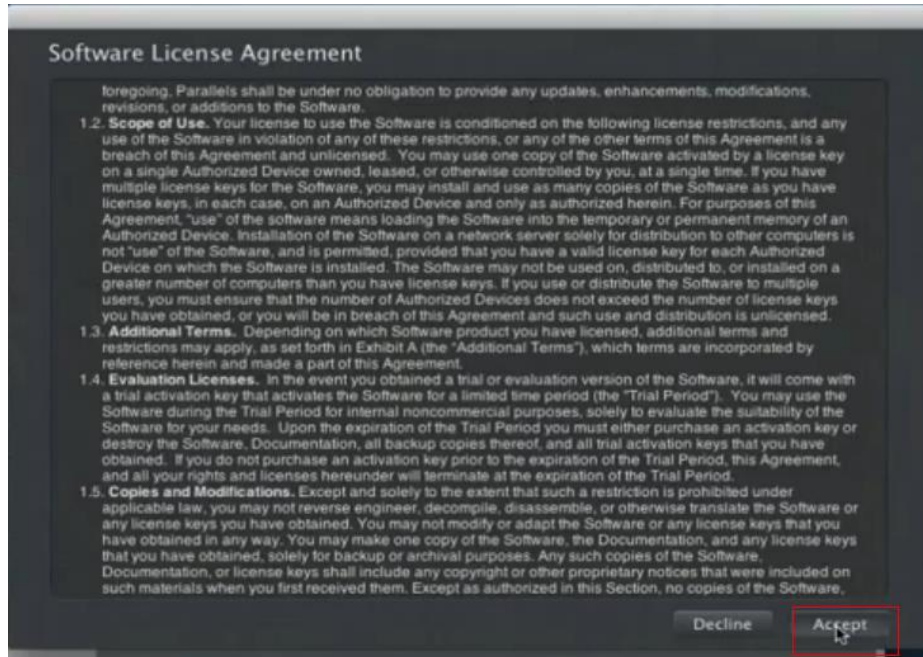 Software License Agreement
foregoing, Parallels shall be under no obligation to provide any updates, enhancements, modifications,
revisions, or additions to the Software.
1.2. Scope of Use. Your license to use the Software is conditioned on the following license restrictions, and any
use of the Software in violation of any of these restrictions, or any of the other terms of this Agreement is a
breach of this Agreement and unlicensed. You may use one copy of the Software activated by a license key
on a single Authorized Device owned, leased, or otherwise controlled by you, at a single time. If you have
multiple license keys for the Software, you may install and use as many copies of the Software as you have
license keys, in each case, on an Authorized Device and only as authorized herein. For purposes of this
Agreement, "use" of the software means loading the Software into the temporary or permanent memory of an
Authorized Device. Installation of the Software on a network server solely for distribution to other computers is
not "use" of the Software, and is permitted, provided that you have a valid license key for each Authorized
Device on which the Software is installed. The Software may not be used on, distributed to, or installed on a
greater number of computers than you have license keys. If you use or distribute the Software to multiple
users, you must ensure that the number of Authorized Devices does not exceed the number of license keys
you have obtained, or you will be in breach of this Agreement and such use and distribution is unlicensed.
1.3. Additional Terms. Depending on which Software product you have licensed, additional terms and
restrictions may apply, as set forth in Exhibit A (the "Additional Terms"), which terms are incorporated by
reference herein and made a part of this Agreement.
1.4. Evaluation Licenses. In the event you obtained a trial or evaluation version of the Software, it will come with
a trial activation key that activates the Software for a limited time period (the "Trial Period"). You may use the
Software during the Trial Period for internal noncommercial purposes, solely to evaluate the suitability of the
Software for your needs. Upon the expiration of the Trial Period you must either purchase an activation key or
destroy the Software, Documentation, all backup copies thereof, and all trial activation keys that you have
obtained. If you do not purchase an activation key prior to the expiration of the Trial Period, this Agreement,
and all your rights and licenses hereunder will terminate at the expiration of the Trial Period.
1.5. Copies and Modifications. Except and solely to the extent that such a restriction is prohibited under
applicable law, you may not reverse engineer, decompile, disassemble, or otherwise translate the Software or
any license keys you have obtained. You may not modify or adapt the Software or any license keys that you
have obtained in any way. You may make one copy of the Software, the Documentation, and any license keys
that you have obtained, solely for backup or archival purposes. Any such copies of the Software,
Documentation, or license keys shall include any copyright or other proprietary notices that were included on
such materials when you first received them. Except as authorized in this Section, no copies of the Software,
Decline
Accept